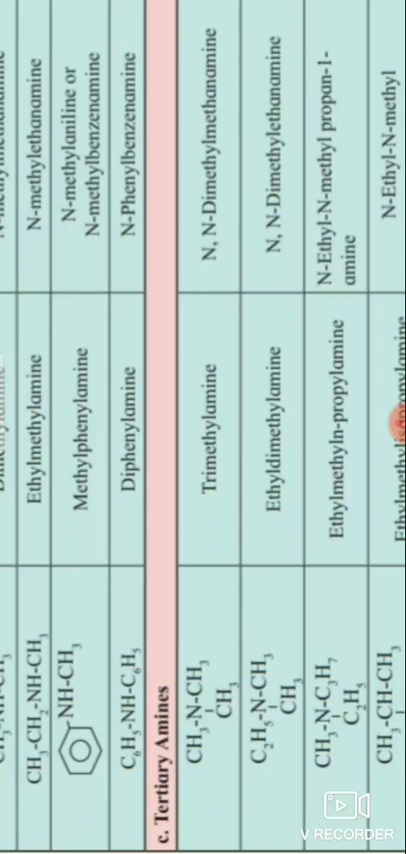 CH₃-CH₂-NH-CH₃ Ethylmethylamine N-methylethanamine
NH-CH₃ Methylphenylamine N-methylaniline or
N-methylbenzenamine
C₆H₅-NH-C₆H₅ Diphenylamine N-Phenylbenzenamine
c. Tertiary Amines
CH₃-N-CH₃ Trimethylamine N, N-Dimethylmethanamine
CH₃
C₂H₅-N-CH₃ Ethyldimethylamine N, N-Dimethylethanamine
CH₃
CH₃-N-C₃H₇ Ethylmethyln-propylamine N-Ethyl-N-methyl propan-1-
C₂H₅ amine
CH₃-CH-CH₃ N-Ethyl-N-methyl
V RECORDER